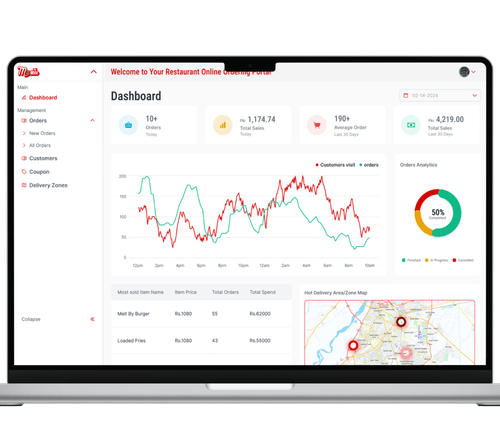 Welcome to Your Restaurant Online Ordering Portal
Main
Dashboard
Management
Orders
New Orders
All Orders
Customers
Coupon
Delivery Zones
Collapse
Dashboard
02-14-2024
10+
Orders
Today
Rs: 1,174.74
Total Sales
Today
190+
Average Order
Last 30 Days
Rs: 4,219.00
Total Sales
Last 30 Days
Customers visit
orders
200
150
100
50
0
12pm
2pm
4pm
6pm
8pm
10pm
12am
2am
4am
6am
8am
10am
Orders Analytics
50%
Completed
Finished
In Progress
Canceled
Most sold Item Name
Item Price
Total Orders
Total Spend
Melt By Burger
Rs.1080
55
Rs.62000
Loaded Fries
Rs.1080
43
Rs.55000
Hot Delivery Area/Zone Map